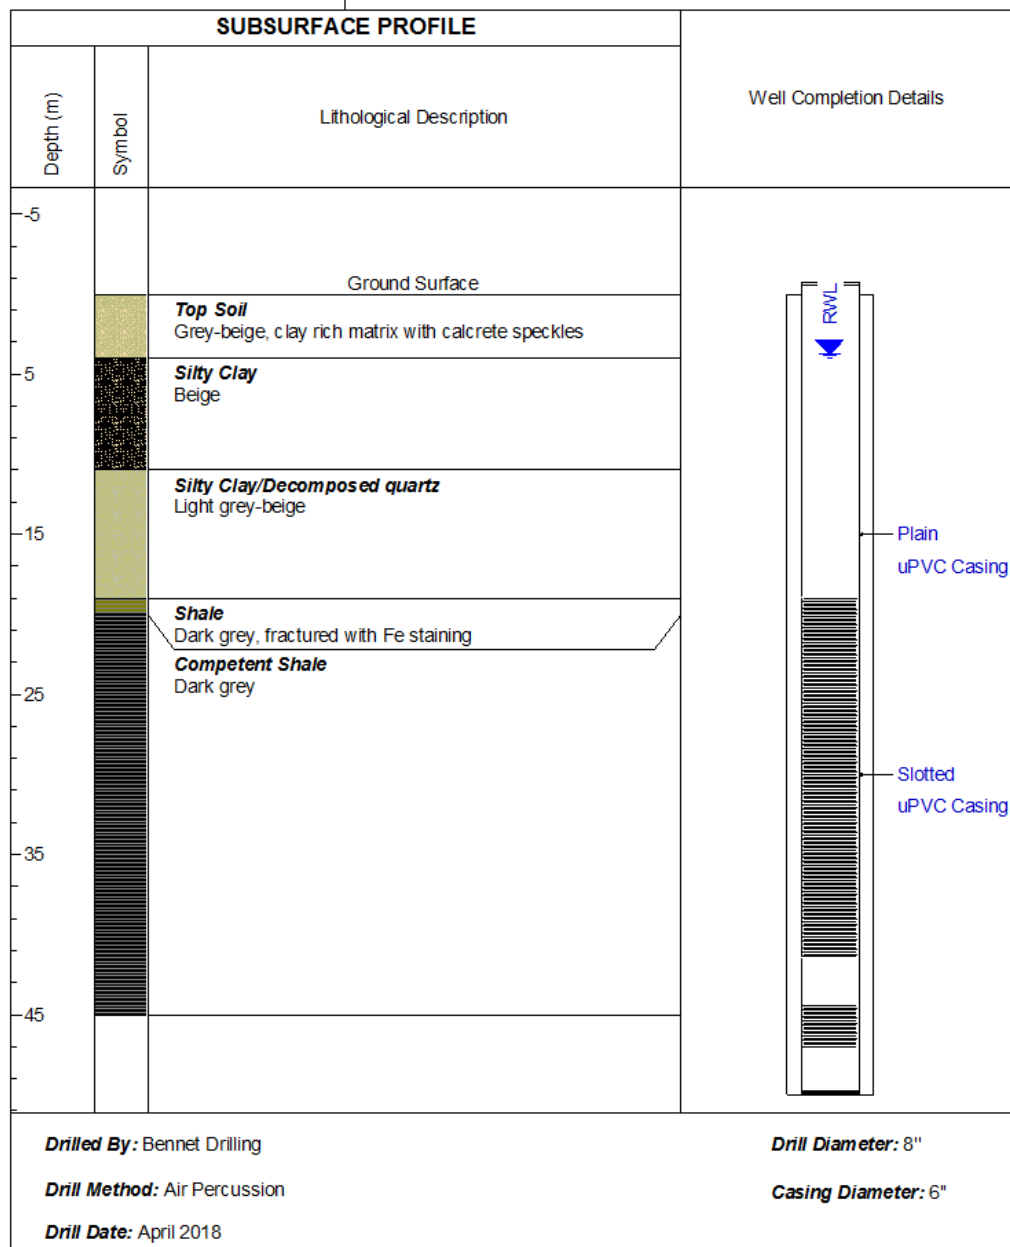 SUBSURFACE PROFILE
Depth (m)
Symbol
Lithological Description
Well Completion Details
-5
Ground Surface
RWL
Top Soil
Grey-beige, clay rich matrix with calcrete speckles
5
Silty Clay
Beige
Silty Clay/Decomposed quartz
Light grey-beige
15
Plain
uPVC Casing
Shale
Dark grey, fractured with Fe staining
Competent Shale
Dark grey
25
Slotted
uPVC Casing
35
45
Drilled By: Bennet Drilling
Drill Diameter: 8"
Drill Method: Air Percussion
Casing Diameter: 6"
Drill Date: April 2018